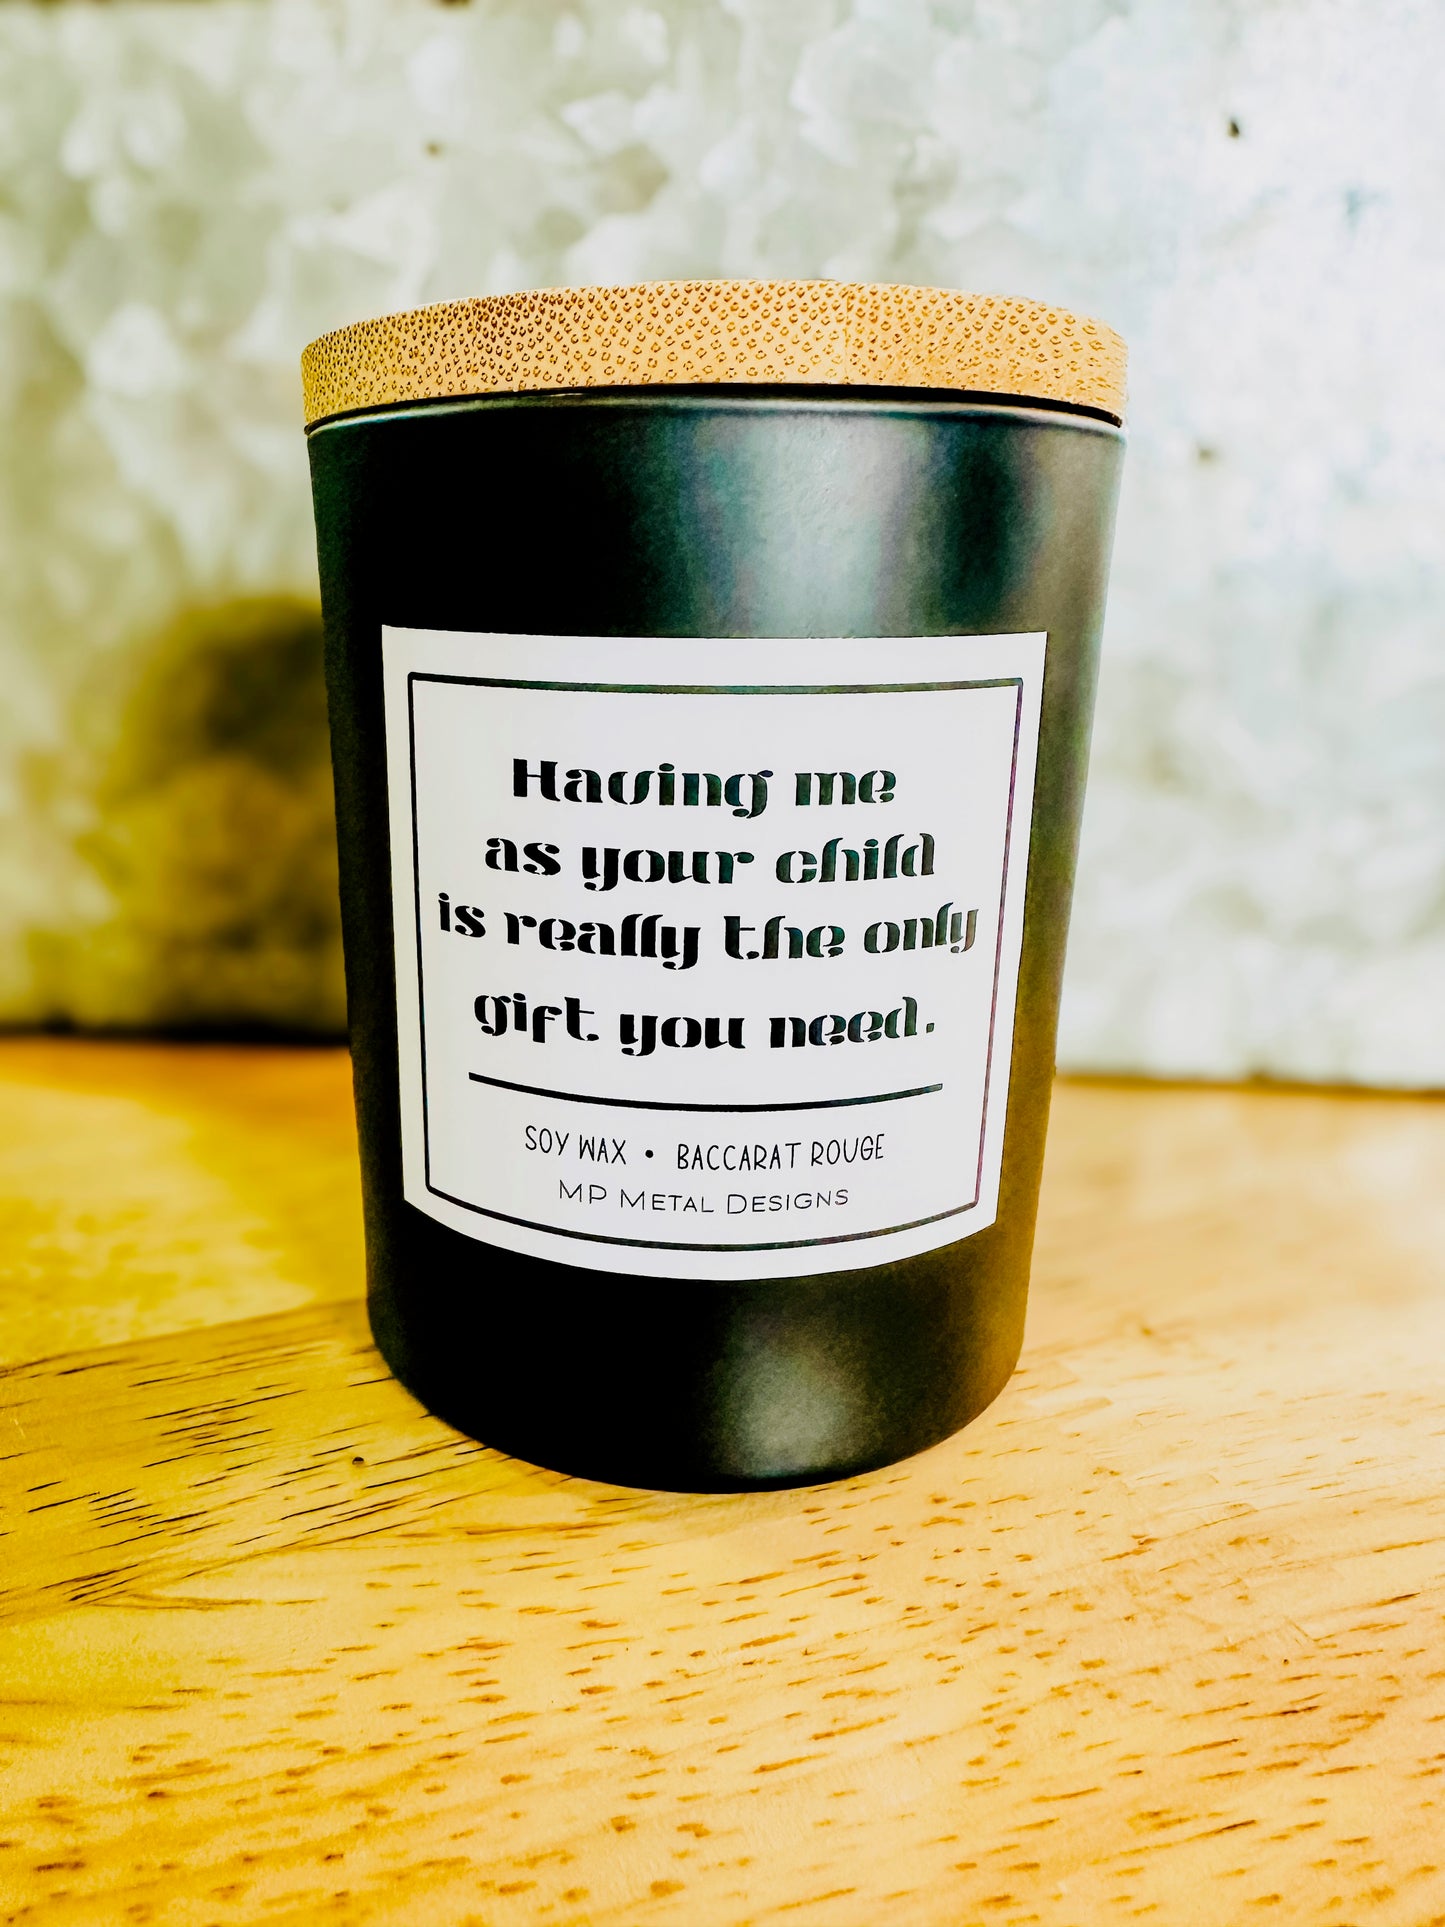 Having me
as your child
is really the only
gift you need.
SOY WAX • BACCARAT ROUGE
MP METAL DESIGNS